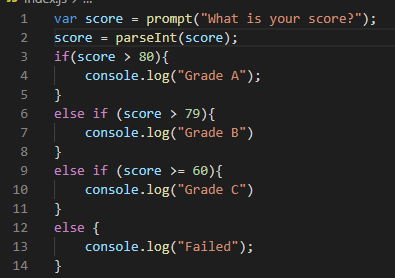 index.js > ...
1 var score = prompt("What is your score?");
2 score = parseInt(score);
3 if(score > 80){
4 console.log("Grade A");
5 }
6 else if (score > 79){
7 console.log("Grade B")
8 }
9 else if (score >= 60){
10 console.log("Grade C")
11 }
12 else {
13 console.log("Failed");
14 }